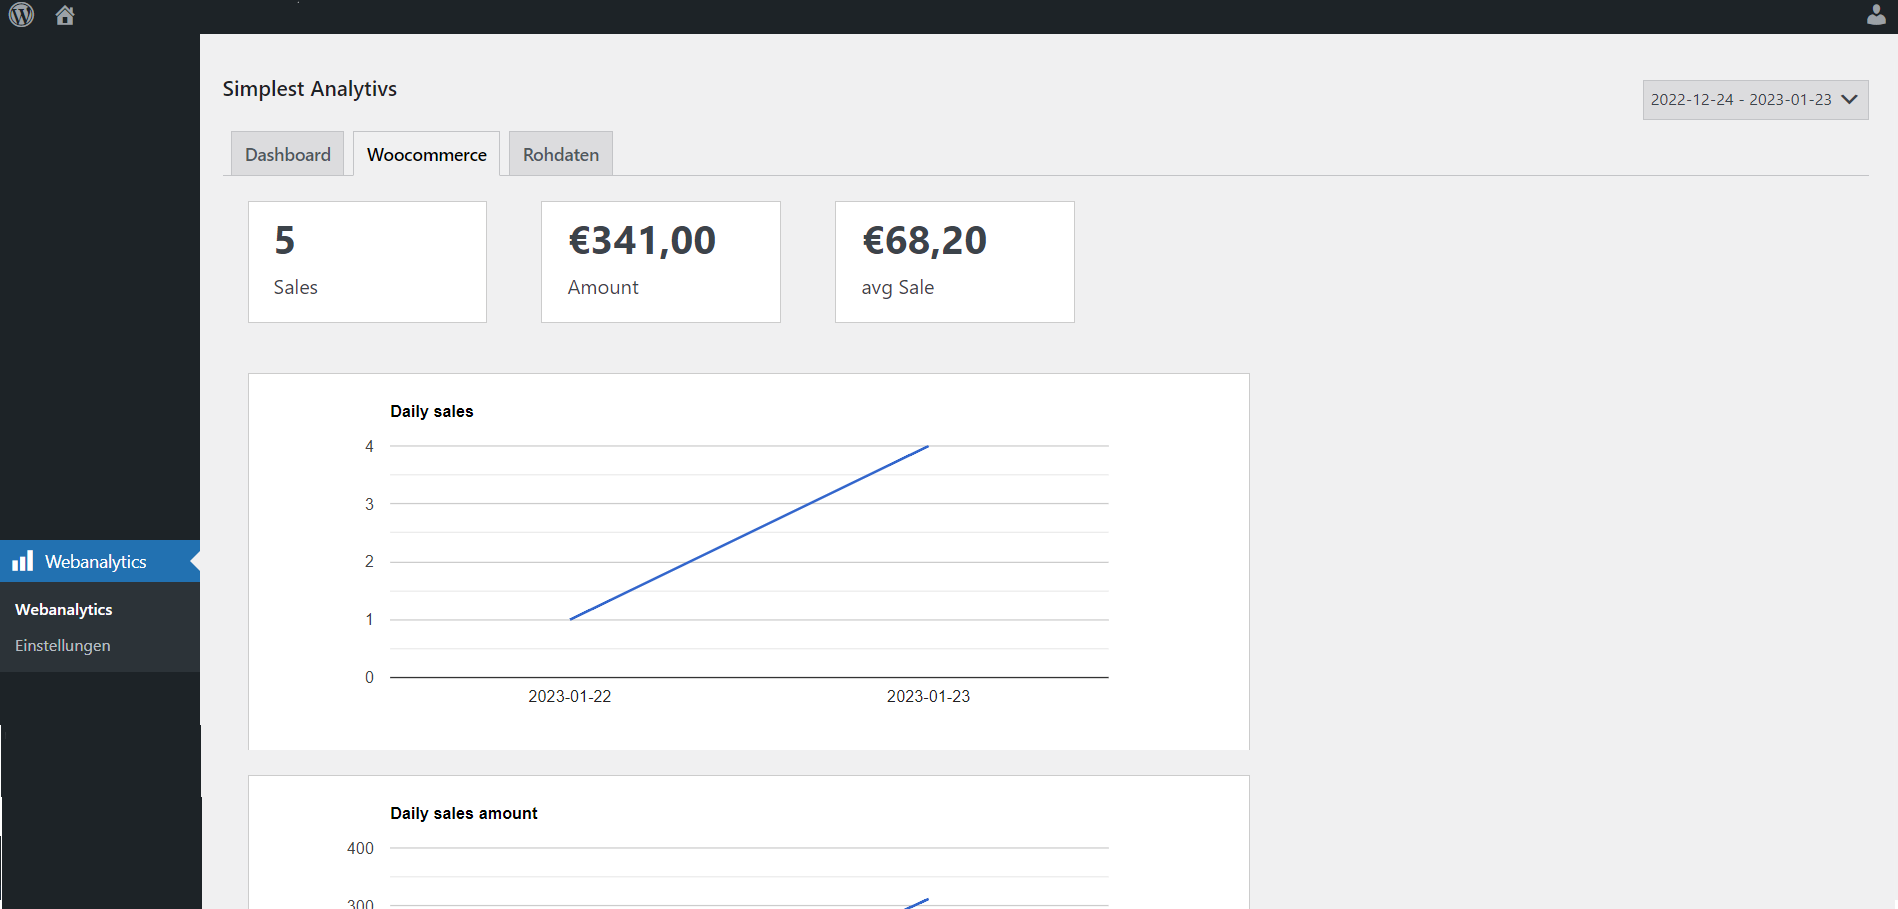 Simplest Analytivs
2022-12-24 - 2023-01-23
Dashboard
Woocommerce
Rohdaten
5
Sales
€341,00
Amount
€68,20
avg Sale
Daily sales
4
3
2
1
0
2023-01-22
2023-01-23
Webanalytics
Webanalytics
Einstellungen
Daily sales amount
400
300